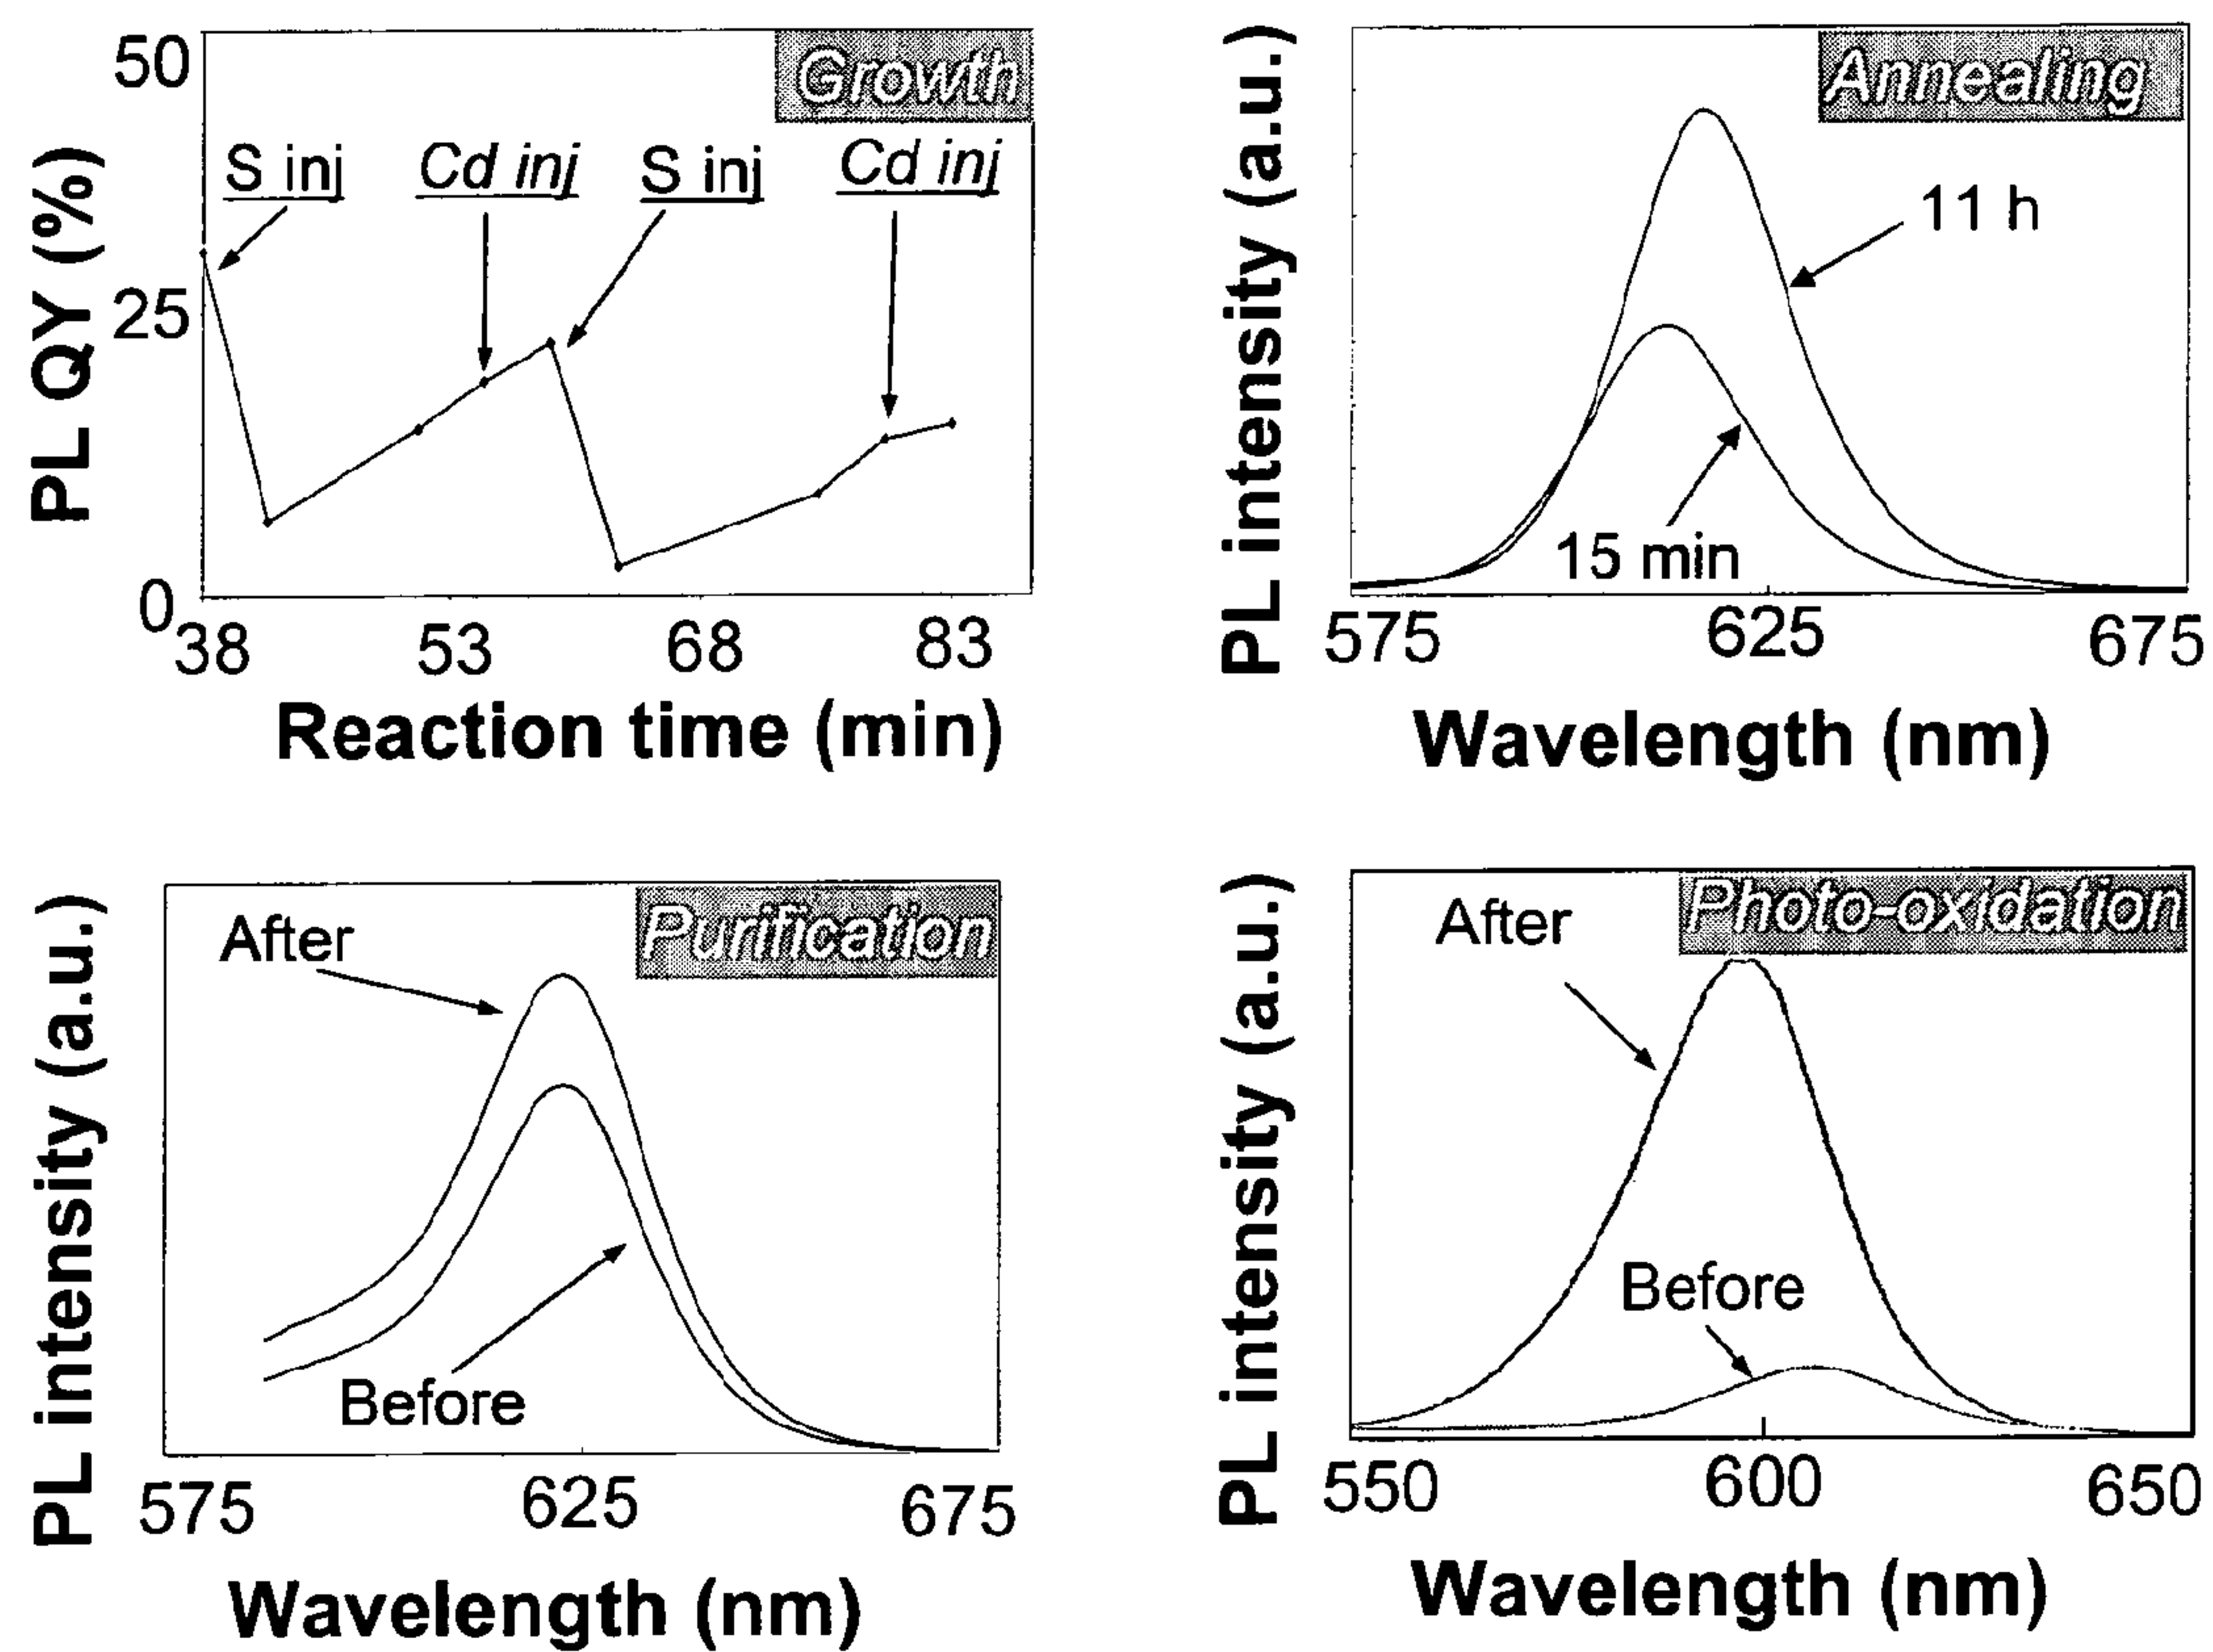 Growth
PL QY (%)
50
25
0
S inj
Cd inj
S inj
Cd inj
38 53 68 83
Reaction time (min)
Annealing
PL intensity (a.u.)
11 h
15 min
575 625 675
Wavelength (nm)
Purification
PL intensity (a.u.)
After
Before
575 625 675
Wavelength (nm)
Photo-oxidation
PL intensity (a.u.)
After
Before
550 600 650
Wavelength (nm)